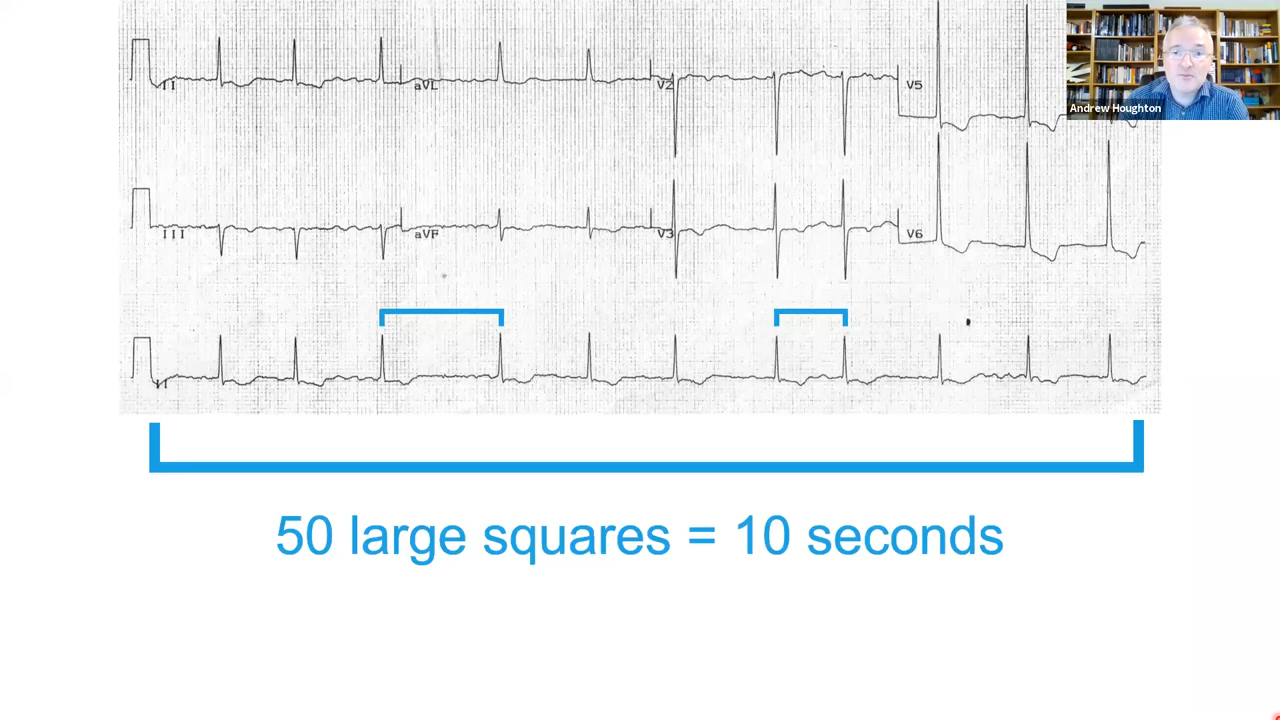 II aVL V2 V5
Andrew Houghton
III aVF V3 V6
II
50 large squares = 10 seconds